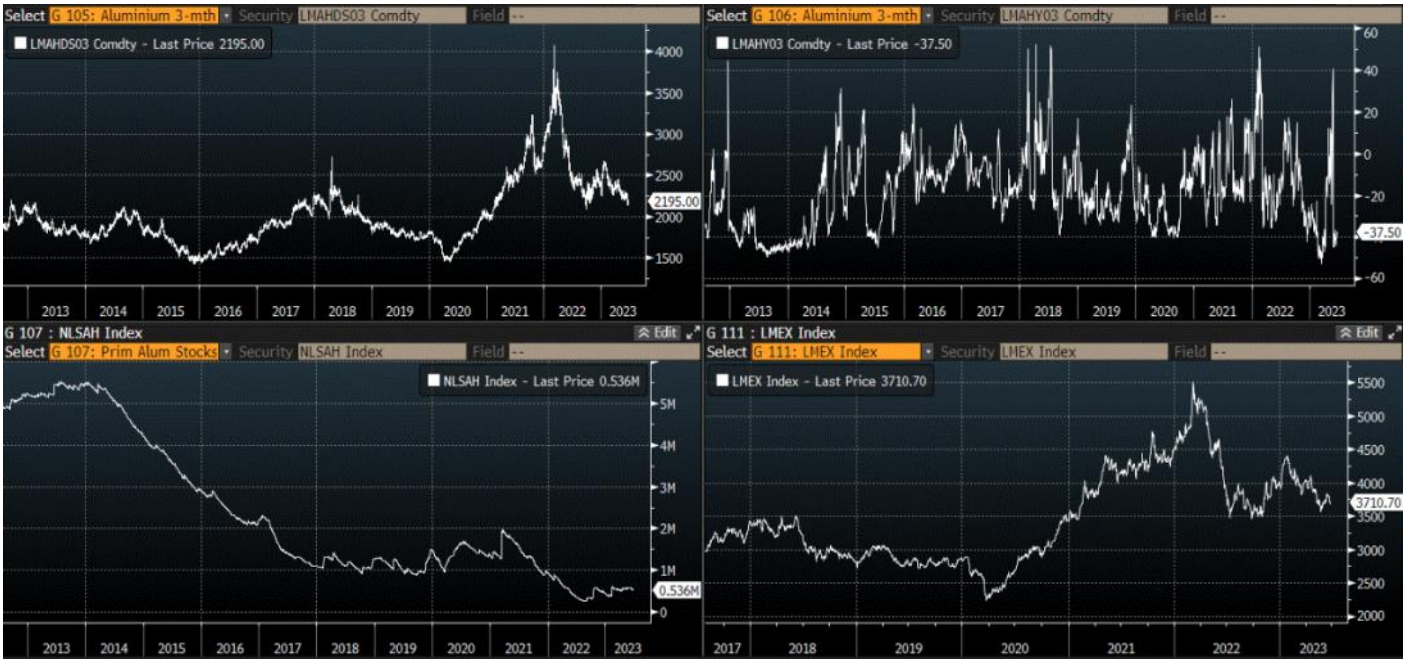 Select G 105: Aluminium 3-mth Security LMAHDS03 Comdty Field --
LMAHDS03 Comdty - Last Price 2195.00
4000
3500
3000
2500
2195.00
2000
1500
2013 2014 2015 2016 2017 2018 2019 2020 2021 2022 2023
Select G 106: Aluminium 3-mth Security LMAHY03 Comdty Field --
LMAHY03 Comdty - Last Price -37.50
60
40
20
0
-20
-37.50
-60
2013 2014 2015 2016 2017 2018 2019 2020 2021 2022 2023
G 107 : NLSAH Index Edit
Select G 107: Prim Alum Stocks Security NLSAH Index Field --
NLSAH Index - Last Price 0.536M
5M
4M
3M
2M
1M
0.536M
0
2013 2014 2015 2016 2017 2018 2019 2020 2021 2022 2023
G 111 : LMEX Index Edit
Select G 111: LMEX Index Security LMEX Index Field --
LMEX Index - Last Price 3710.70
5500
5000
4500
4000
3710.70
3500
3000
2500
2000
2017 2018 2019 2020 2021 2022 2023